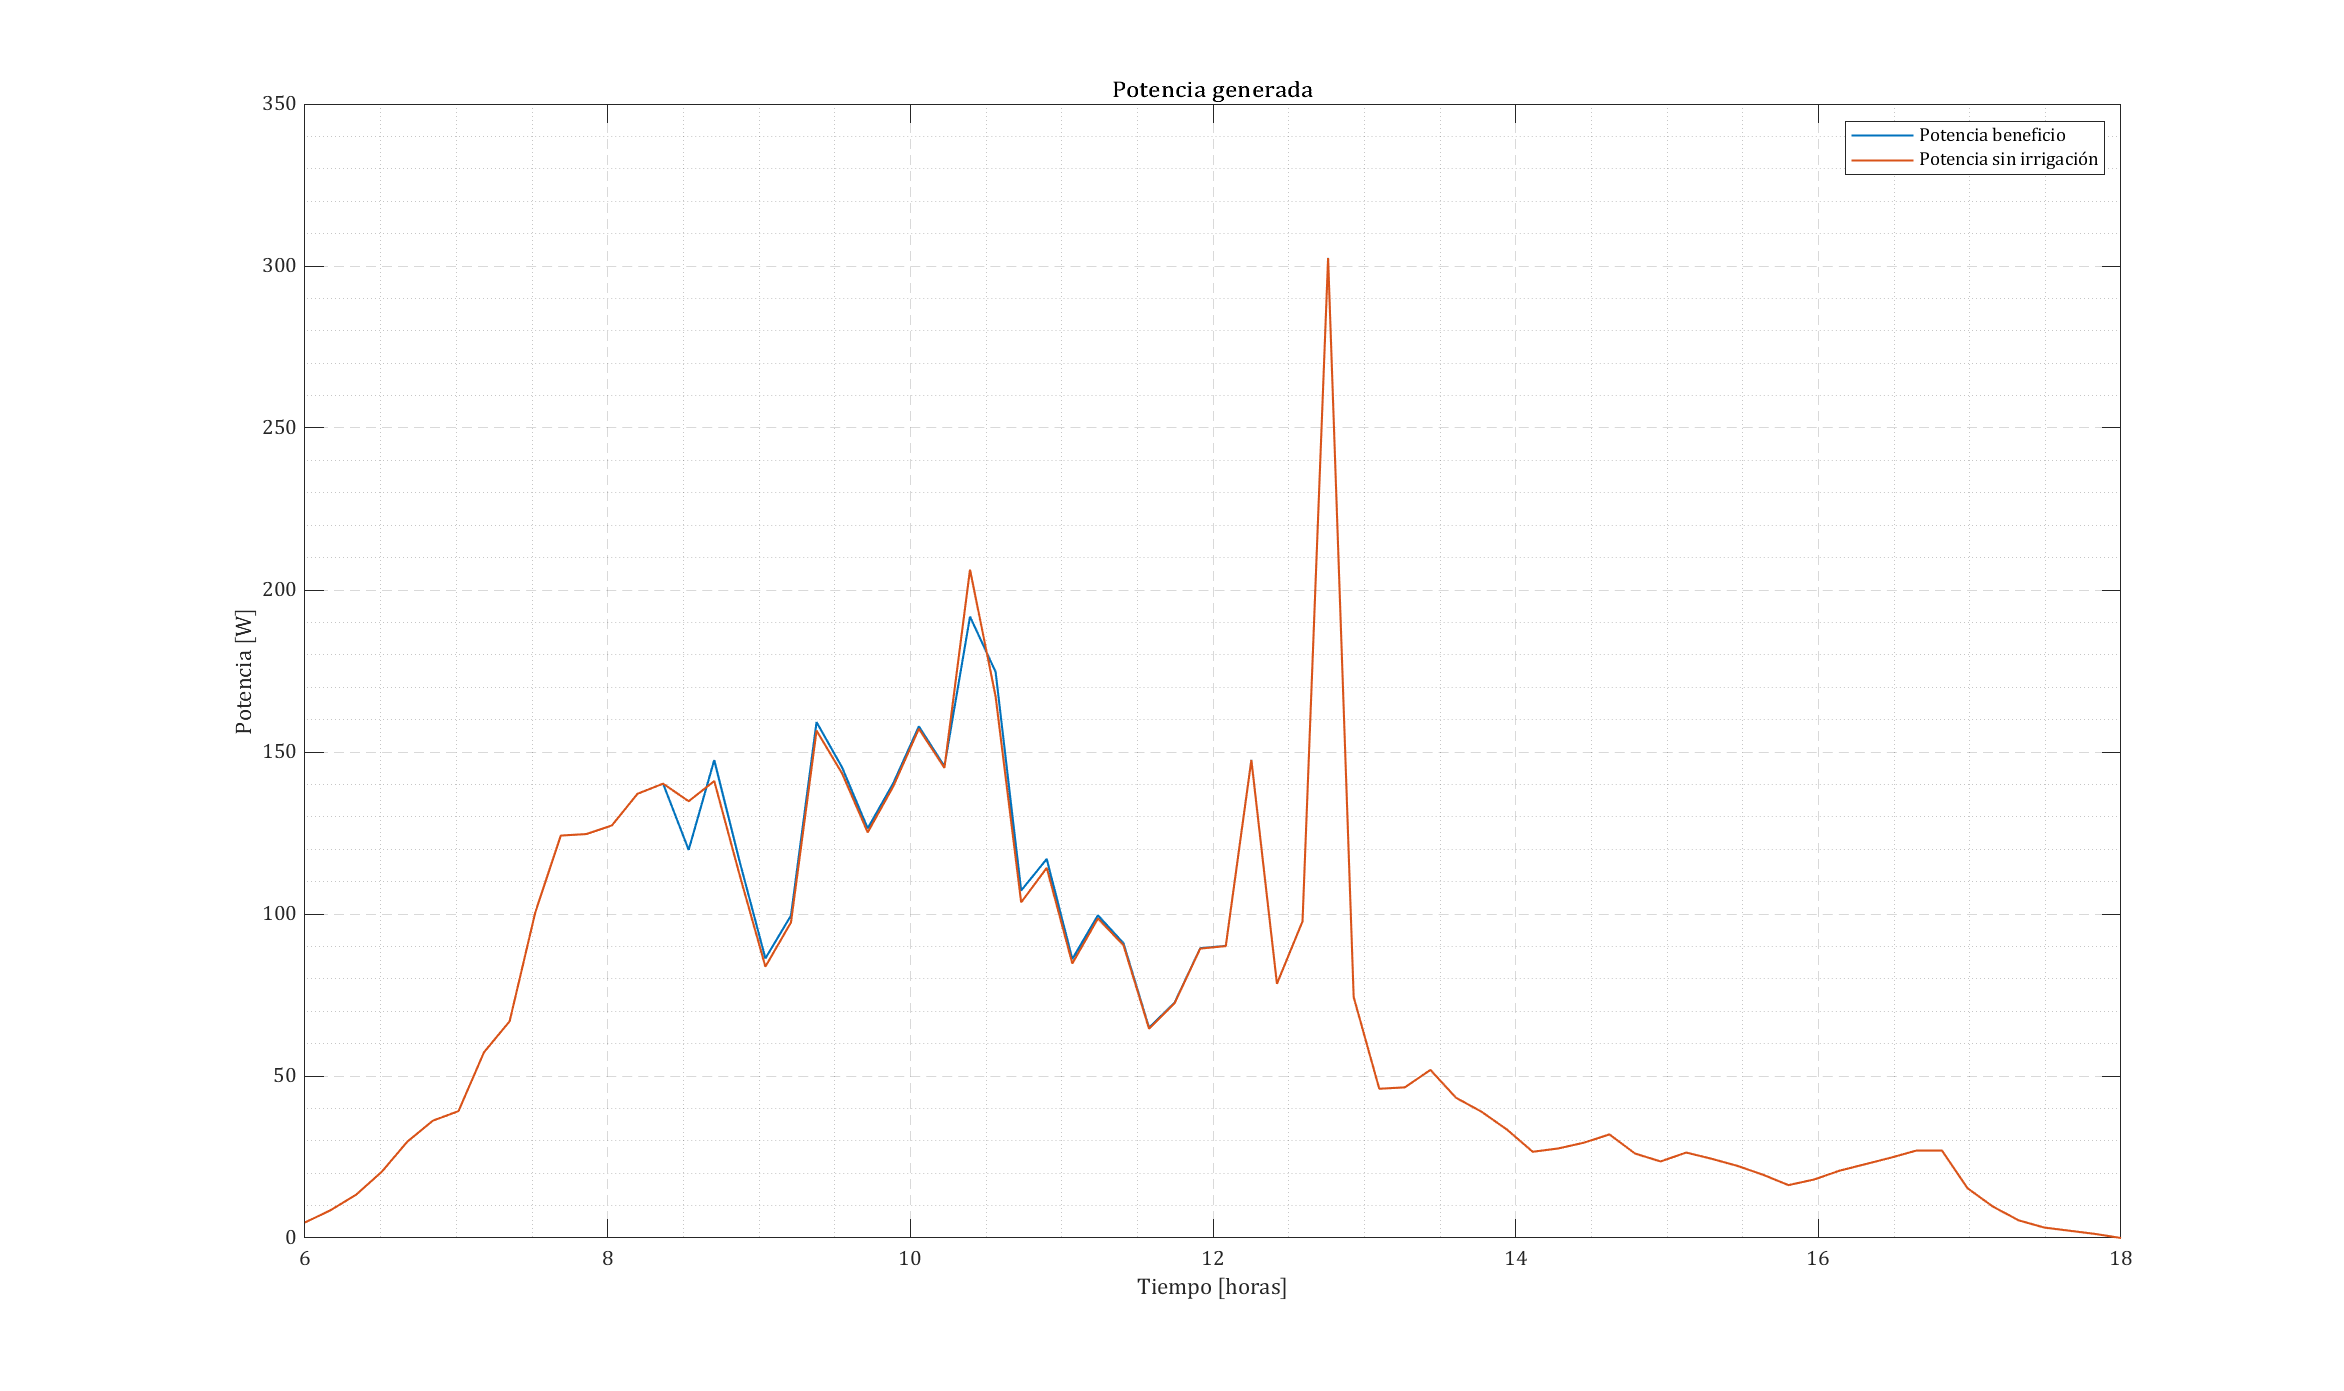 Potencia generada
350
300
250
200
150
100
50
0
Potencia [W]
Potencia beneficio
Potencia sin irrigación
6 8 10 12 14 16 18
Tiempo [horas]